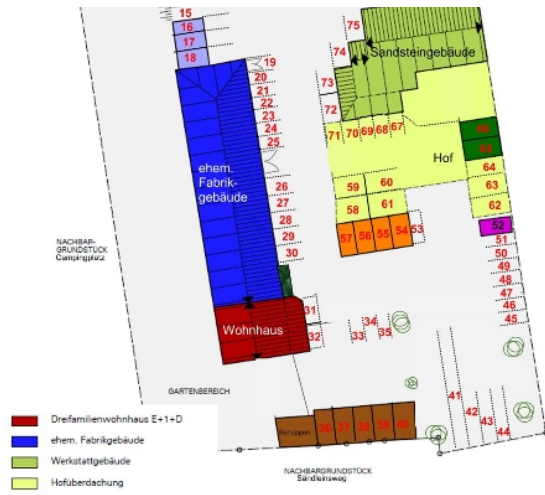 15
16
17
18
19
20
21
22
23
24
25
ehem.
Fabrik-
gebäude
26
27
28
29
30
31
32
Wohnhaus
75
74
Sandsteingebäude
73
72
71 70 69 68 67
Hof
65
64
63
62
59 60
58 61
57 56 55 54 53
52
51
50
49
48
47
46
45
34
33 35
41
42
43
44
NACHBAR-
GRUNDSTÜCK
Campingplatz
GARTENBEREICH
Schuppen 36 37 38 39 40
NACHBARGRUNDSTÜCK
Sändleinsweg
Dreifamilienwohnhaus E+1+D
ehem. Fabrikgebäude
Werkstattgebäude
Hofüberdachung